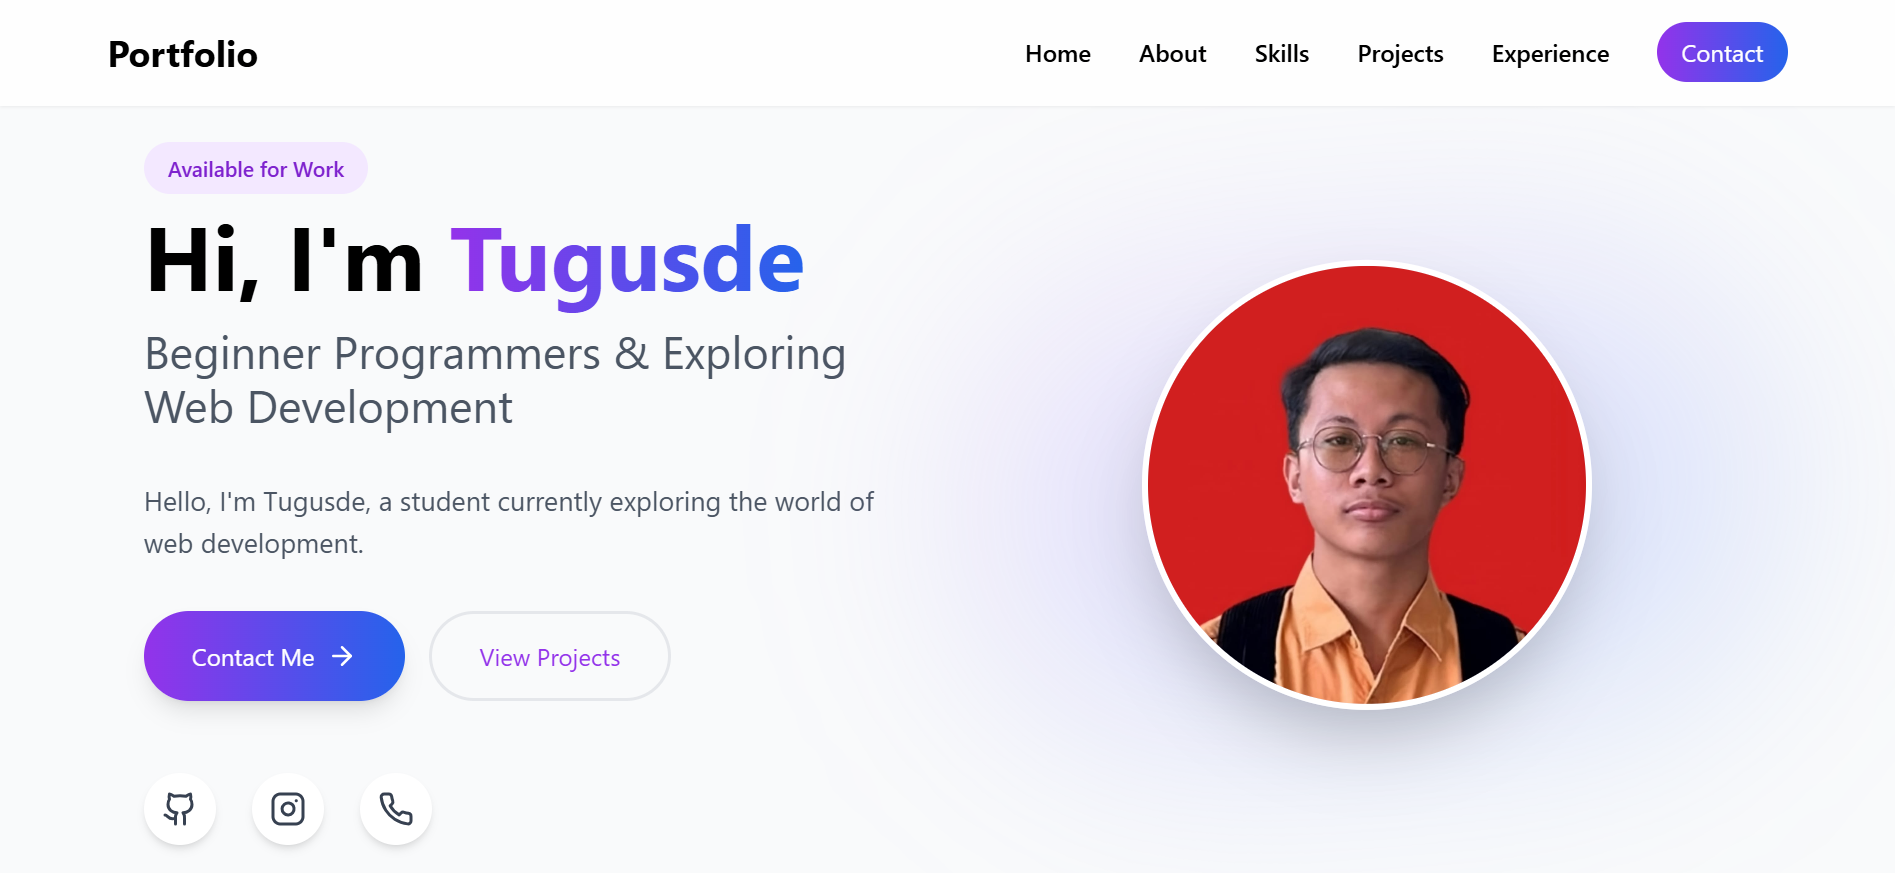 Portfolio
Home
About
Skills
Projects
Experience
Contact
Available for Work
Hi, I'm Tugusde
Beginner Programmers & Exploring
Web Development
Hello, I'm Tugusde, a student currently exploring the world of
web development.
Contact Me
View Projects